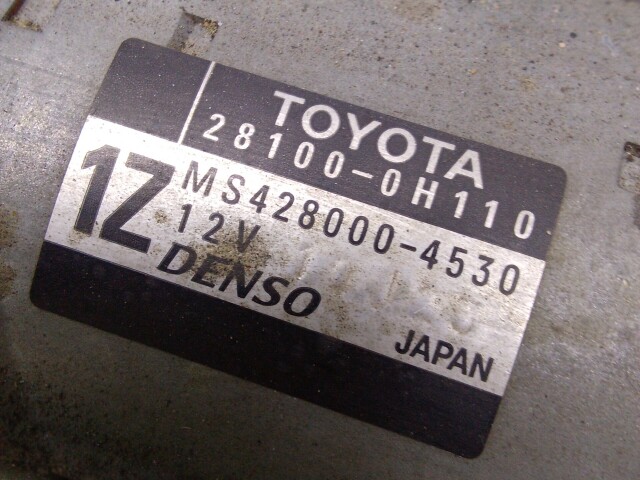 TOYOTA
28100-0H110
1Z
MS428000-4530
12V
DENSO
JAPAN